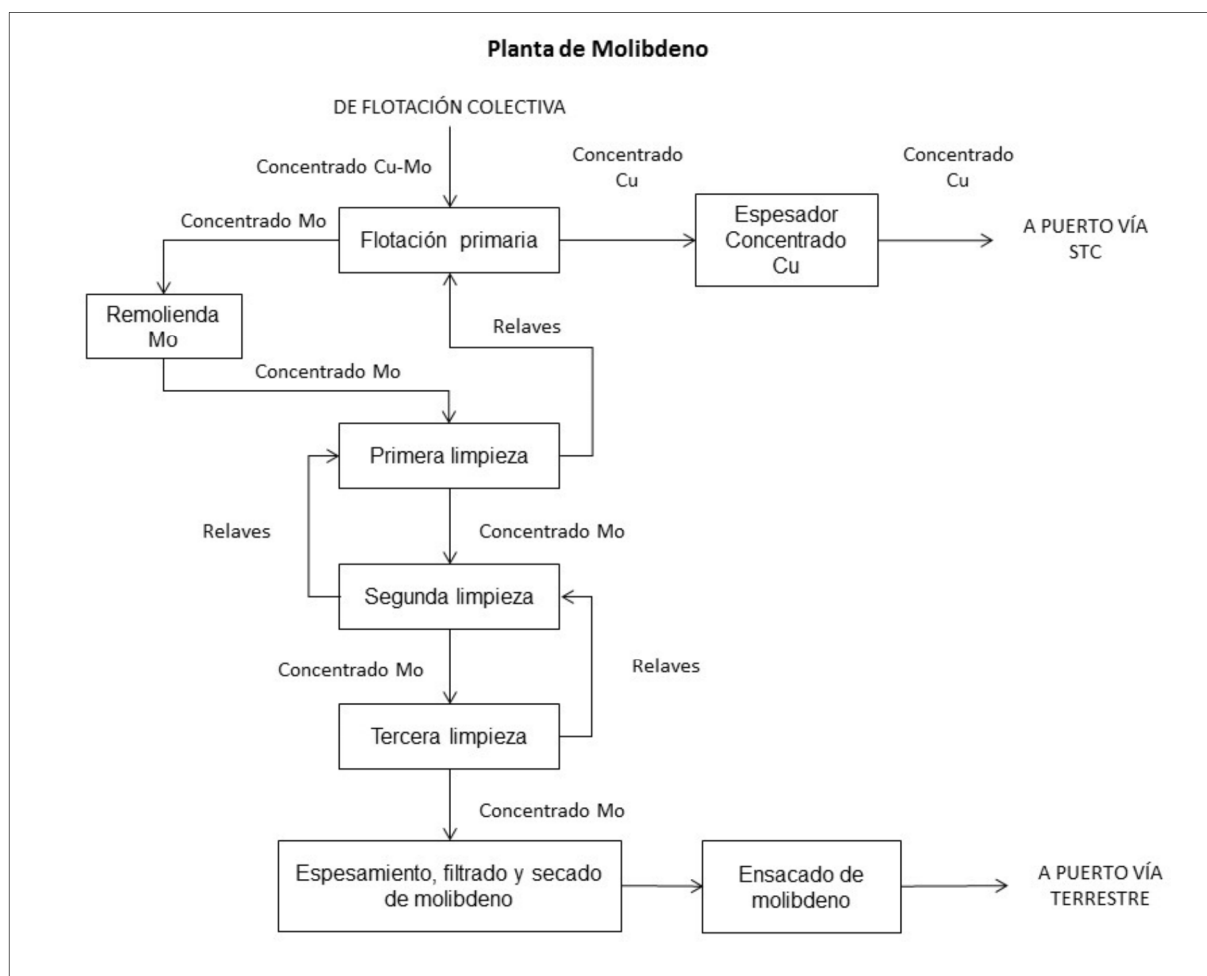 Planta de Molibdeno
DE FLOTACIÓN COLECTIVA
Concentrado Cu-Mo
Concentrado
Cu
Concentrado
Cu
Concentrado Mo
Flotación primaria
Espesador
Concentrado
Cu
A PUERTO VÍA
STC
Remolienda
Mo
Relaves
Concentrado Mo
Primera limpieza
Relaves
Concentrado Mo
Segunda limpieza
Concentrado Mo
Relaves
Tercera limpieza
Concentrado Mo
Espesamiento, filtrado y secado
de molibdeno
Ensacado de
molibdeno
A PUERTO VÍA
TERRESTRE